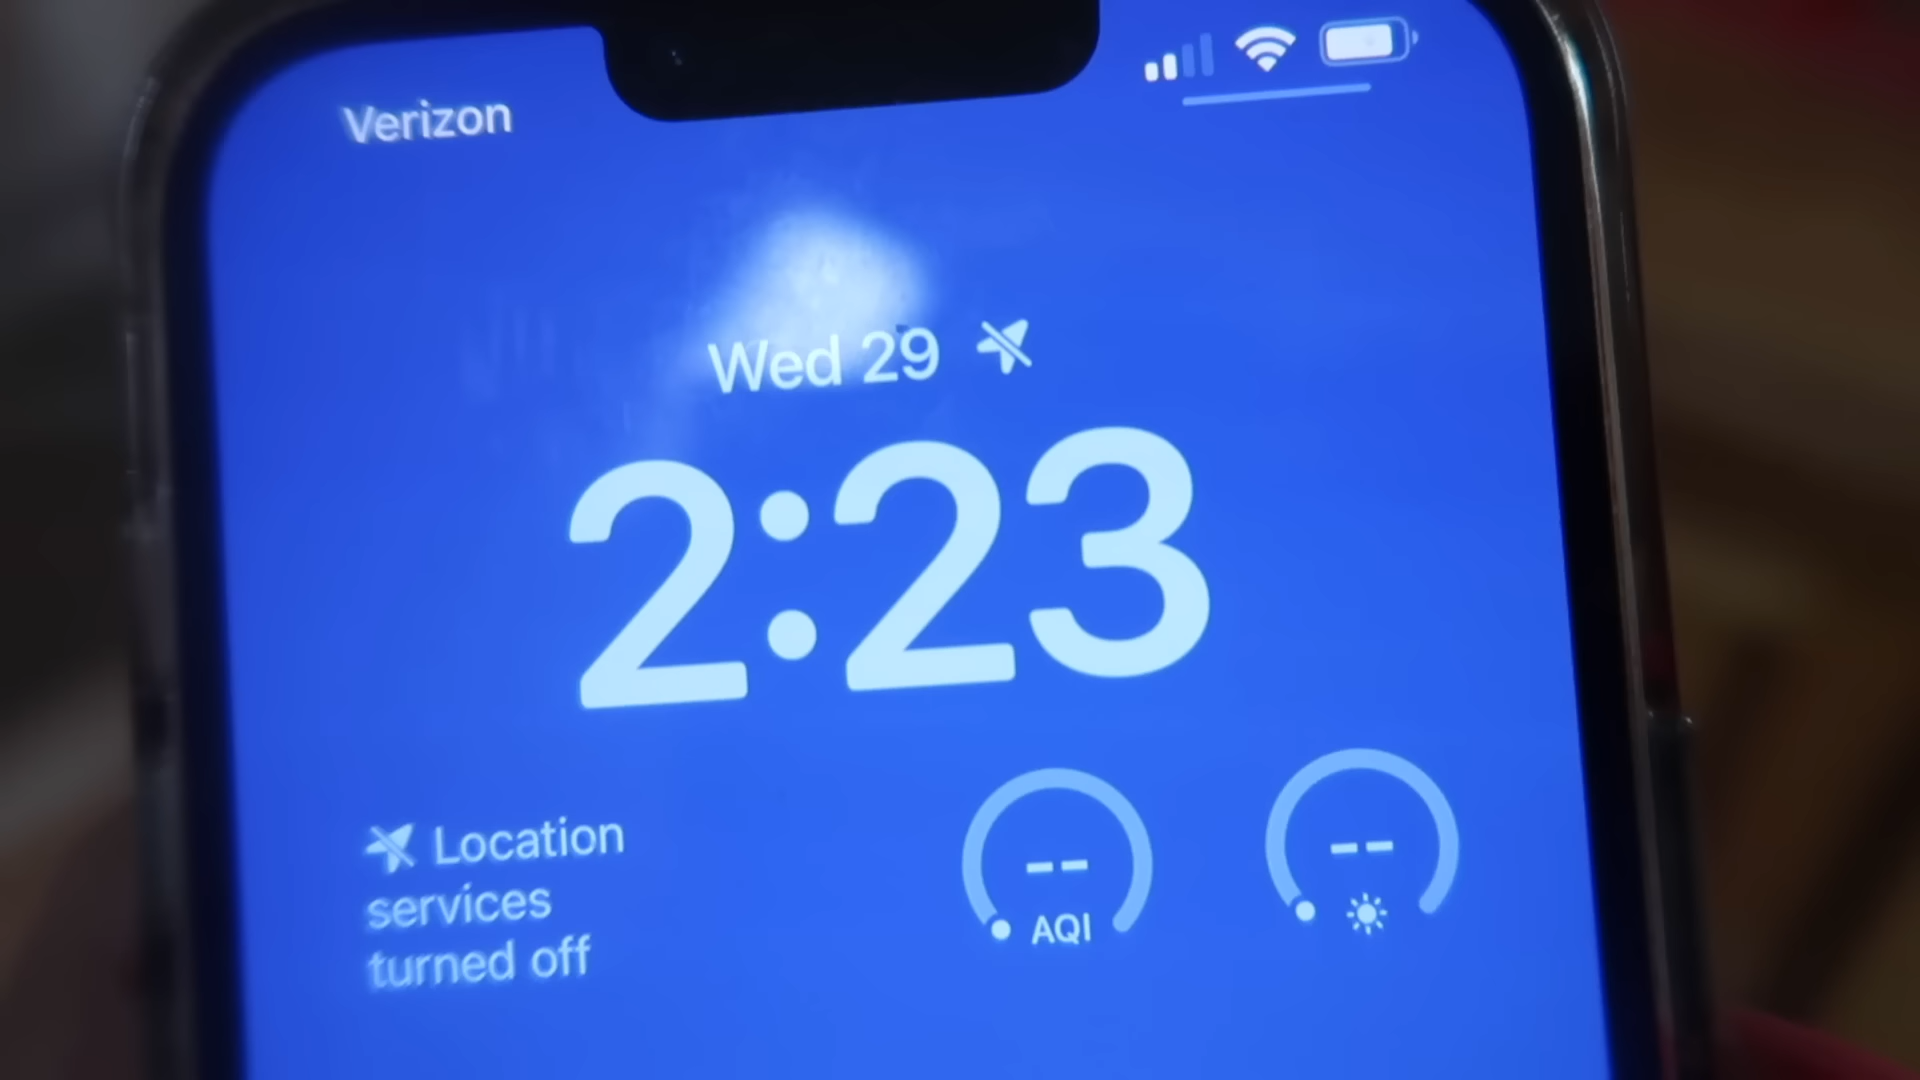 Verizon
Wed 29
2:23
Location
services
turned off
--
AQI
--